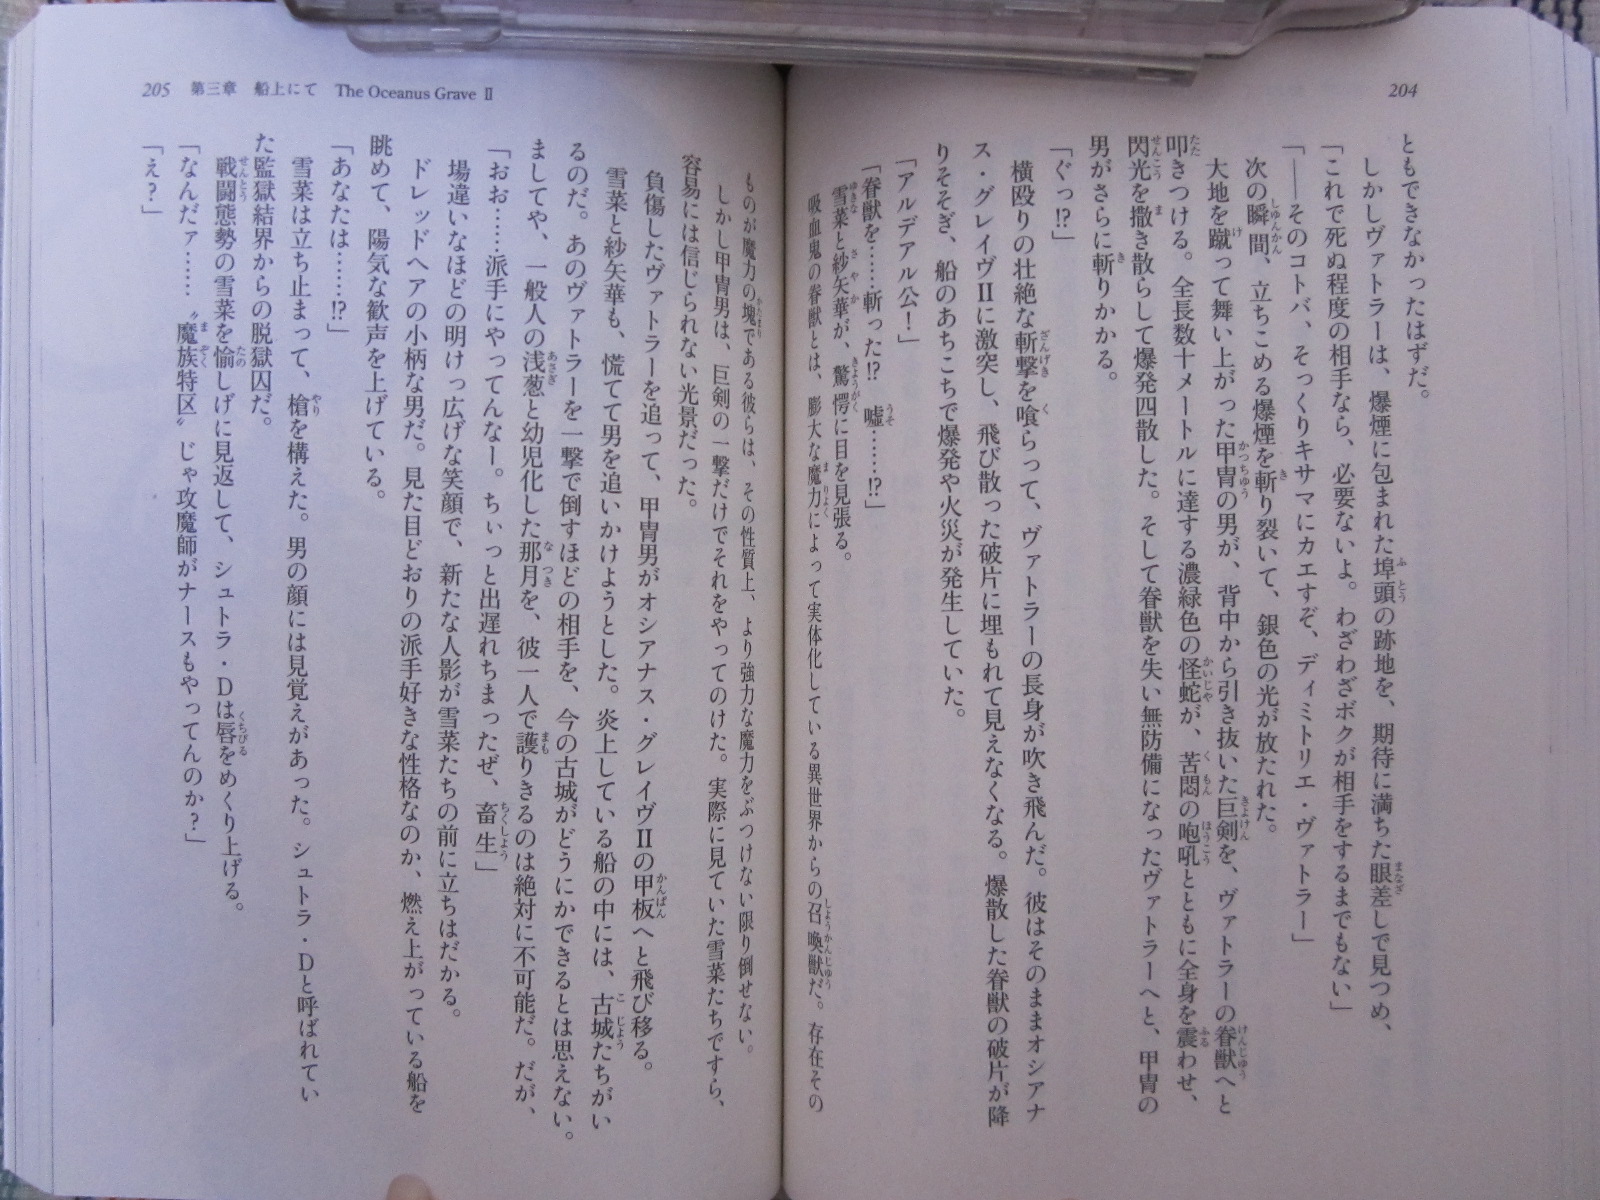 204
ともできなかったはずだ。
しかしヴァトラーは、爆煙に包まれた埠頭の跡地を、期待に満ちた眼差しで見つめ、
「これで死ぬ程度の相手なら、必要ないよ。わざわざボクが相手をするまでもない」
「――そのコトバ、そっくりキサマにカエすぞ、ディミトリエ・ヴァトラー」
次の瞬間、立ちこめる爆煙を斬り裂いて、銀色の光が放たれた。
大地を蹴って舞い上がった甲冑の男が、背中から引き抜いた巨剣を、ヴァトラーの眷獣へと
叩きつける。全長数十メートルに達する濃緑色の怪蛇が、苦悶の咆吼とともに全身を震わせ、
閃光を撒き散らして爆発四散した。そして眷獣を失い無防備になったヴァトラーへと、甲冑の
男がさらに斬りかかる。
「ぐっ!?」
横殴りの壮絶な斬撃を喰らって、ヴァトラーの長身が吹き飛んだ。彼はそのままオシアナ
ス・グレイヴⅡに激突し、飛び散った破片に埋もれて見えなくなる。爆散した眷獣の破片が降
りそそぎ、船のあちこちで爆発や火災が発生していた。
「アルデアル公！」
「眷獣を……斬った!?　嘘……!?」
雪菜と紗矢華が、驚愕に目を見張る。
吸血鬼の眷獣とは、膨大な魔力によって実体化している異世界からの召喚獣だ。存在その
205 第三章　船上にて　The Oceanus Grave Ⅱ
ものが魔力の塊である彼らは、その性質上、より強力な魔力をぶつけない限り倒せない。
しかし甲冑男は、巨剣の一撃だけでそれをやってのけた。実際に見ていた雪菜たちですら、
容易には信じられない光景だった。
負傷したヴァトラーを追って、甲冑男がオシアナス・グレイヴⅡの甲板へと飛び移る。
雪菜と紗矢華も、慌てて男を追いかけようとした。炎上している船の中には、古城たちがい
るのだ。あのヴァトラーを一撃で倒すほどの相手を、今の古城がどうにかできるとは思えない。
ましてや、一般人の浅葱と幼児化した那月を、彼一人で護りきるのは絶対に不可能だ。だが、
「おお……派手にやってんなー。ちぃっと出遅れちまったぜ、畜生」
場違いなほどの明けっ広げな笑顔で、新たな人影が雪菜たちの前に立ちはだかる。
ドレッドヘアの小柄な男だ。見た目どおりの派手好きな性格なのか、燃え上がっている船を
眺めて、陽気な歓声を上げている。
「あなたは……!?」
雪菜は立ち止まって、槍を構えた。男の顔には見覚えがあった。シュトラ・Dと呼ばれてい
た監獄結界からの脱獄囚だ。
戦闘態勢の雪菜を愉しげに見返して、シュトラ・Dは唇をめくり上げる。
「なんだァ……〝魔族特区〟じゃ攻魔師がナースもやってんのか？」
「え？」